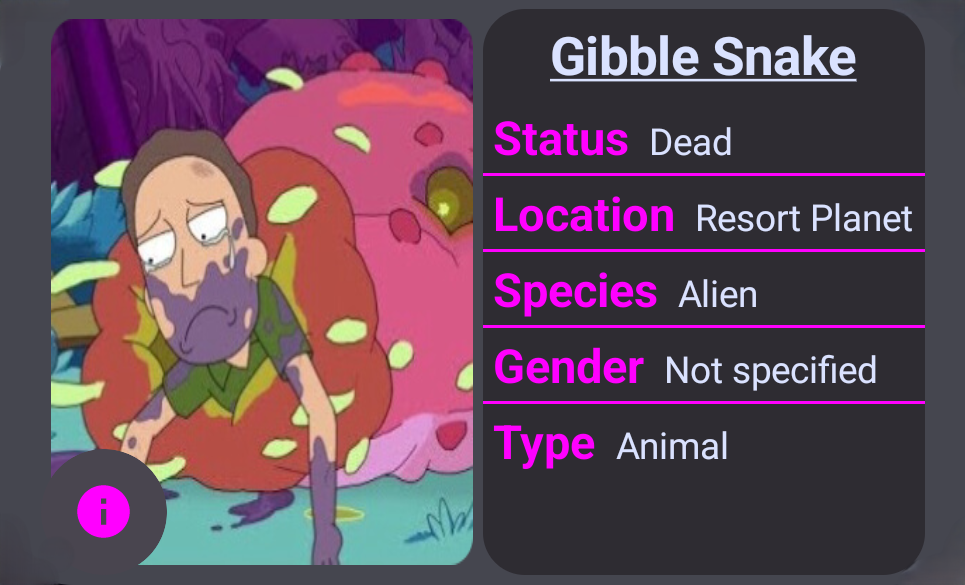 Gibble Snake
Status Dead
Location Resort Planet
Species Alien
Gender Not specified
Type Animal
i